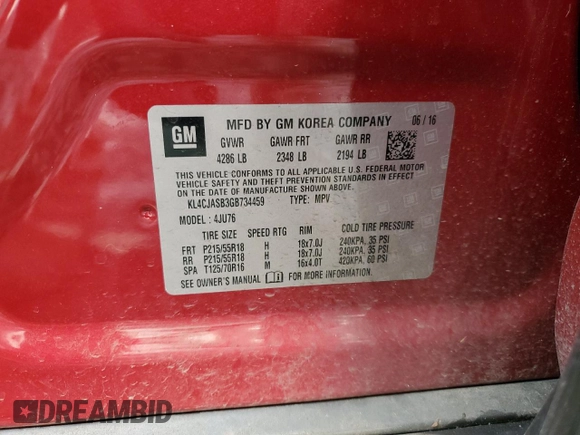 GM
MFD BY GM KOREA COMPANY 06 / 16
GVWR GAWR FRT GAWR RR
4286 LB 2348 LB 2194 LB
THIS VEHICLE CONFORMS TO ALL APPLICABLE U.S. FEDERAL MOTOR
VEHICLE SAFETY AND THEFT PREVENTION STANDARDS IN EFFECT
ON THE DATE OF MANUFACTURE SHOWN ABOVE.
KL4CJASB3GB734459 TYPE: MPV
MODEL: 4JU76
TIRE SIZE SPEED RTG RIM COLD TIRE PRESSURE
FRT P215/55R18 H 18x7.0J 240KPA, 35 PSI
RR P215/55R18 H 18x7.0J 240KPA, 35 PSI
SPA T125/70R16 M 16x4.0T 420KPA, 60 PSI
SEE OWNER'S MANUAL FOR MORE INFORMATION.
DREAMBID